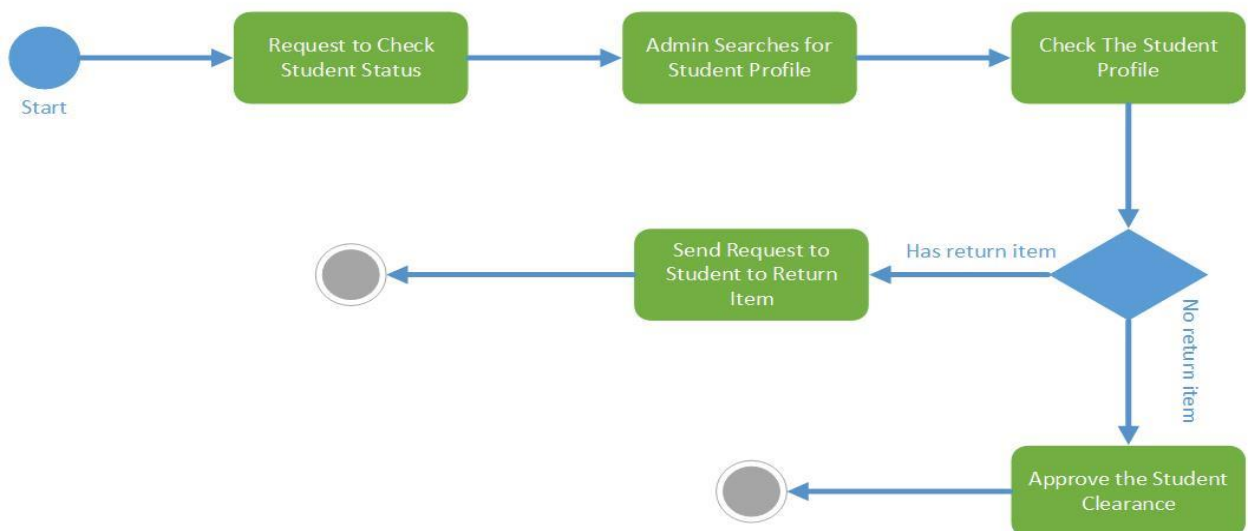 Request to Check
Student Status
Admin Searches for
Student Profile
Check The Student
Profile
Start
Send Request to
Student to Return
Item
Has return item
No return item
Approve the Student
Clearance